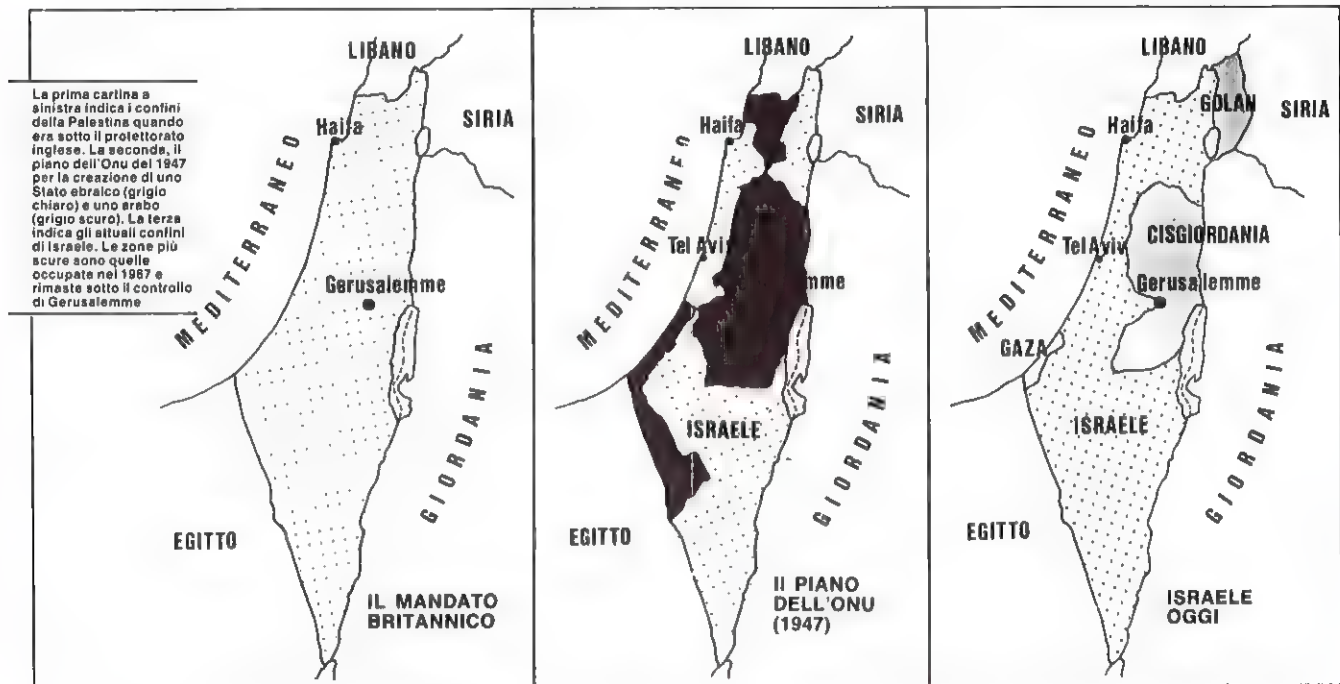 La prima cartina a
sinistra indica i confini
della Palestina quando
era sotto il protettorato
inglese. La seconda, il
piano dell'Onu del 1947
per la creazione di uno
Stato ebraico (grigio
chiaro) e uno arabo
(grigio scuro). La terza
indica gli attuali confini
di Israele. Le zone più
scure sono quelle
occupate nel 1967 e
rimaste sotto il controllo
di Gerusalemme
LIBANO
SIRIA
Haifa
MEDITERRANEO
Gerusalemme
GIORDANIA
EGITTO
IL MANDATO
BRITANNICO
LIBANO
SIRIA
Haifa
MEDITERRANEO
Tel Aviv
mme
ISRAELE
GIORDANIA
EGITTO
Il PIANO
DELL'ONU
(1947)
LIBANO
GOLAN
SIRIA
Haifa
MEDITERRANEO
Tel Aviv
CISGIORDANIA
Gerusalemme
GAZA
ISRAELE
GIORDANIA
EGITTO
ISRAELE
OGGI